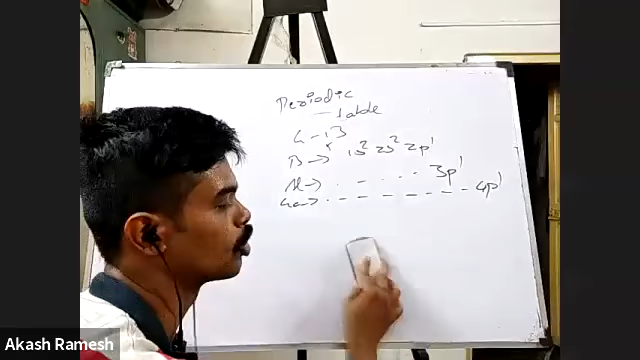 Periodic
Table
G-13
B → 1s² 2s² 2p¹
Al → . - - . . . 3p¹
Ga → . - - - - - - 4p¹
Akash Ramesh